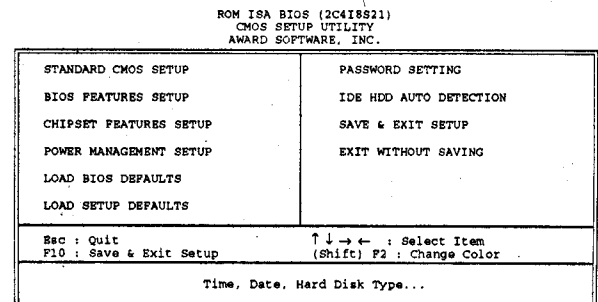 ROM ISA BIOS (2C4I8S21)
CMOS SETUP UTILITY
AWARD SOFTWARE, INC.
STANDARD CMOS SETUP
BIOS FEATURES SETUP
CHIPSET FEATURES SETUP
POWER MANAGEMENT SETUP
LOAD BIOS DEFAULTS
LOAD SETUP DEFAULTS
PASSWORD SETTING
IDE HDD AUTO DETECTION
SAVE & EXIT SETUP
EXIT WITHOUT SAVING
Esc : Quit
F10 : Save & Exit Setup
↑ ↓ → ← : Select Item
(Shift) F2 : Change Color
Time, Date, Hard Disk Type...